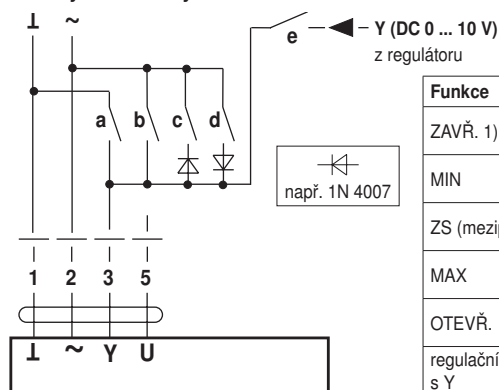 ⊥ ~
e
Y (DC 0 ... 10 V)
z regulátoru
a b c d
např. 1N 4007
1 2 3 5
⊥ ~ Y U
Funkce
ZAVŘ. 1)
MIN
MAX
OTEVŘ.
regulační
s Y
ZS